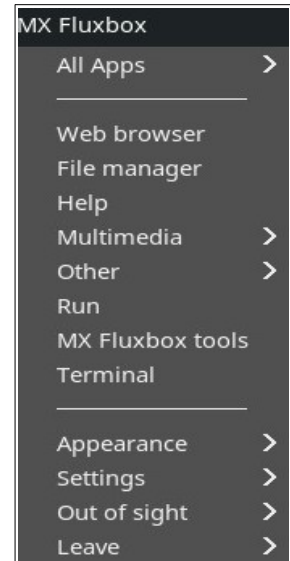 MX Fluxbox
All Apps
Web browser
File manager
Help
Multimedia
Other
Run
MX Fluxbox tools
Terminal
Appearance
Settings
Out of sight
Leave